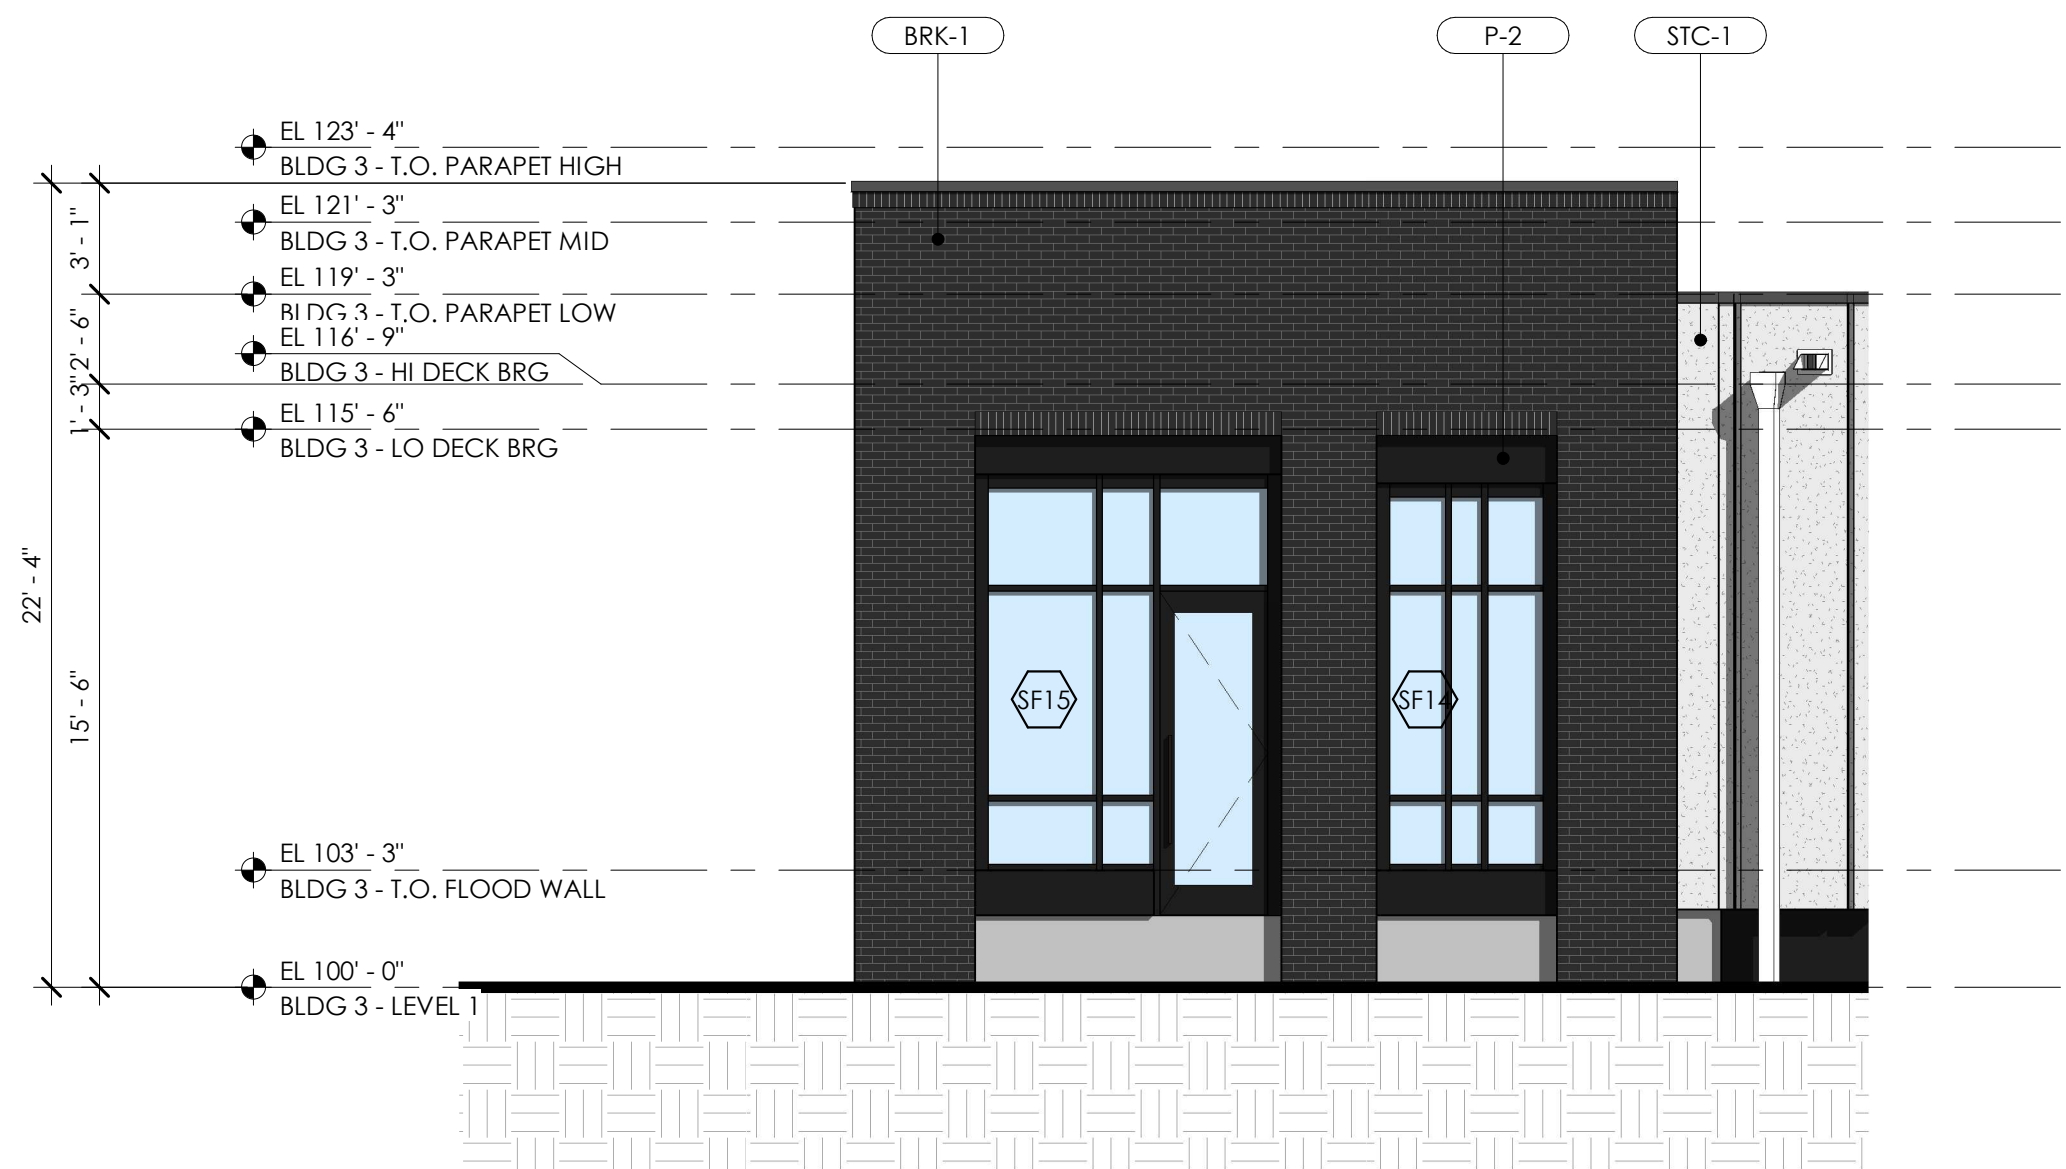 BRK-1
P-2
STC-1
EL 123' - 4"
BLDG 3 - T.O. PARAPET HIGH
EL 121' - 3"
BLDG 3 - T.O. PARAPET MID
EL 119' - 3"
BLDG 3 - T.O. PARAPET LOW
EL 116' - 9"
BLDG 3 - HI DECK BRG
EL 115' - 6"
BLDG 3 - LO DECK BRG
3' - 1"
2' - 6"
1' - 3"
22' - 4"
15' - 6"
SF15
SF14
EL 103' - 3"
BLDG 3 - T.O. FLOOD WALL
EL 100' - 0"
BLDG 3 - LEVEL 1